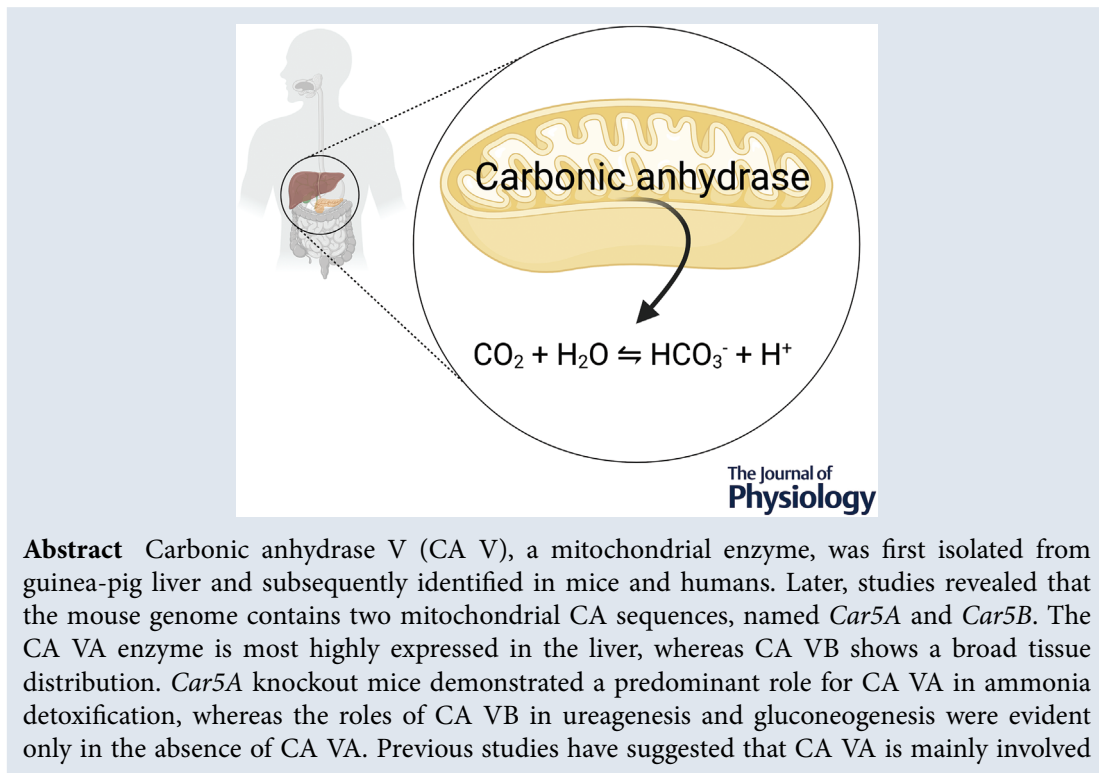 Carbonic anhydrase
CO₂ + H₂O ⇋ HCO₃⁻ + H⁺
The Journal of
Physiology
Abstract Carbonic anhydrase V (CA V), a mitochondrial enzyme, was first isolated from
guinea-pig liver and subsequently identified in mice and humans. Later, studies revealed that
the mouse genome contains two mitochondrial CA sequences, named Car5A and Car5B. The
CA VA enzyme is most highly expressed in the liver, whereas CA VB shows a broad tissue
distribution. Car5A knockout mice demonstrated a predominant role for CA VA in ammonia
detoxification, whereas the roles of CA VB in ureagenesis and gluconeogenesis were evident
only in the absence of CA VA. Previous studies have suggested that CA VA is mainly involved